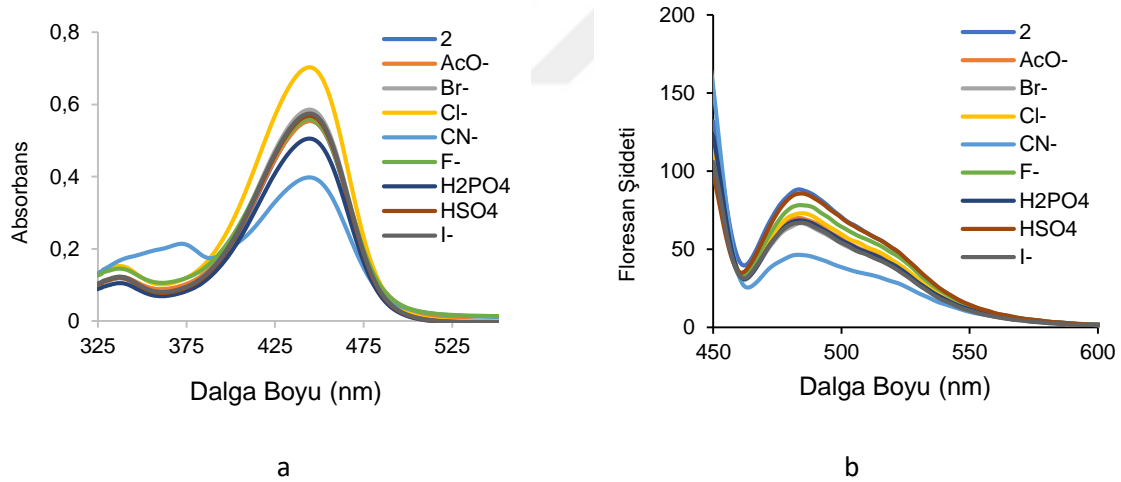 Absorbans
0,8
0,6
0,4
0,2
0
325
375
425
475
525
Dalga Boyu (nm)
2
AcO-
Br-
Cl-
CN-
F-
H2PO4
HSO4
I-
a
Floresan Şiddeti
200
150
100
50
0
450
500
550
600
Dalga Boyu (nm)
2
AcO-
Br-
Cl-
CN-
F-
H2PO4
HSO4
I-
b